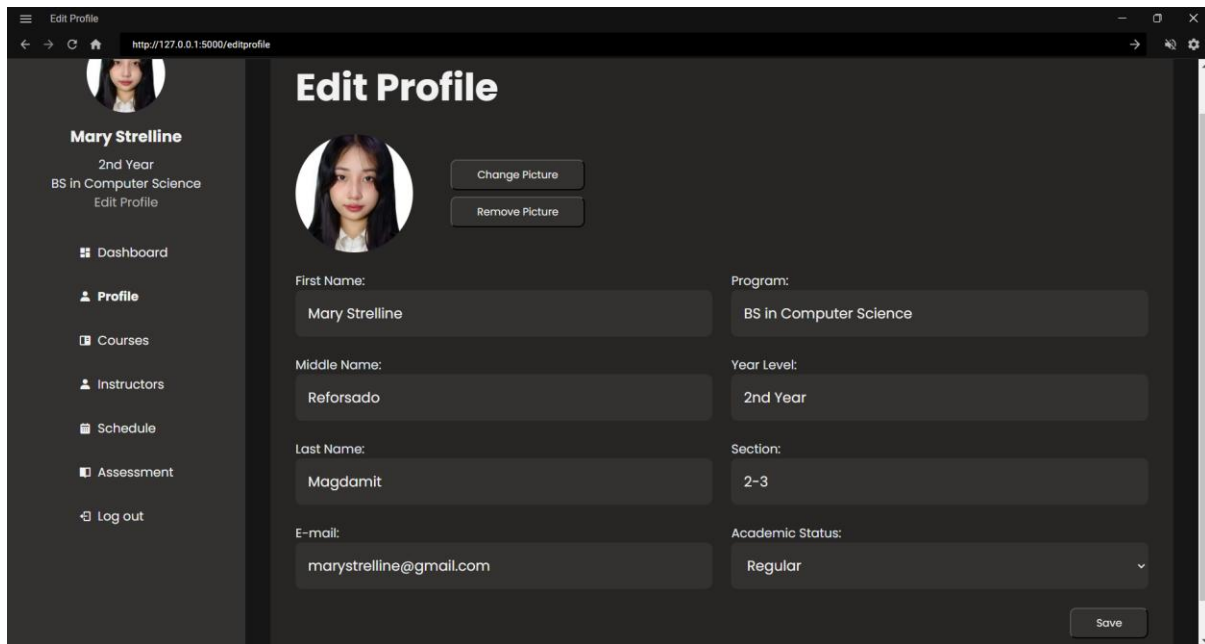 Edit Profile
http://127.0.0.1:5000/editprofile
Mary Strelline
2nd Year
BS in Computer Science
Edit Profile
Dashboard
Profile
Courses
Instructors
Schedule
Assessment
Log out
Edit Profile
Change Picture
Remove Picture
First Name:
Mary Strelline
Middle Name:
Reforsado
Last Name:
Magdamit
E-mail:
marystrelline@gmail.com
Program:
BS in Computer Science
Year Level:
2nd Year
Section:
2-3
Academic Status:
Regular
Save